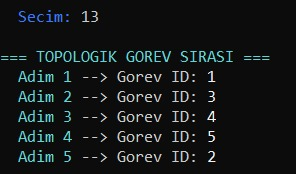 Secim: 13
=== TOPOLOGIK GOREV SIRASI ===
Adim 1 --> Gorev ID: 1
Adim 2 --> Gorev ID: 3
Adim 3 --> Gorev ID: 4
Adim 4 --> Gorev ID: 5
Adim 5 --> Gorev ID: 2